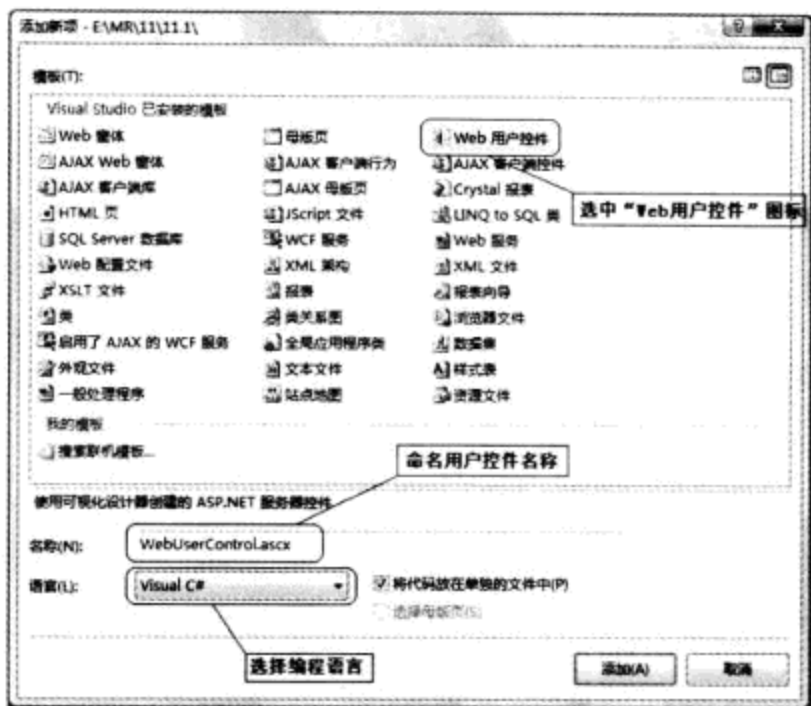 添加新项 - E:\MR\11\11.1\
模板(T):
Visual Studio 已安装的模板
Web 窗体 母版页 Web 用户控件
AJAX Web 窗体 AJAX 客户端行为 AJAX 客户端控件
AJAX 客户端库 AJAX 母版页 Crystal 报表
HTML 页 JScript 文件 LINQ to SQL 类
选中“Web用户控件”图标
SQL Server 数据库 WCF 服务 Web 服务
Web 配置文件 XML 架构 XML 文件
XSLT 文件 报表 报表向导
类 类关系图 浏览器文件
启用了 AJAX 的 WCF 服务 全局应用程序类 数据集
外观文件 文本文件 样式表
一般处理程序 站点地图 资源文件
我的模板
搜索联机模板...
命名用户控件名称
使用可视化设计器创建的 ASP.NET 服务器控件
名称(N): WebUserControl.ascx
语言(L): Visual C# 将代码放在单独的文件中(P)
选择母版页(S)
选择编程语言
添加(A) 取消